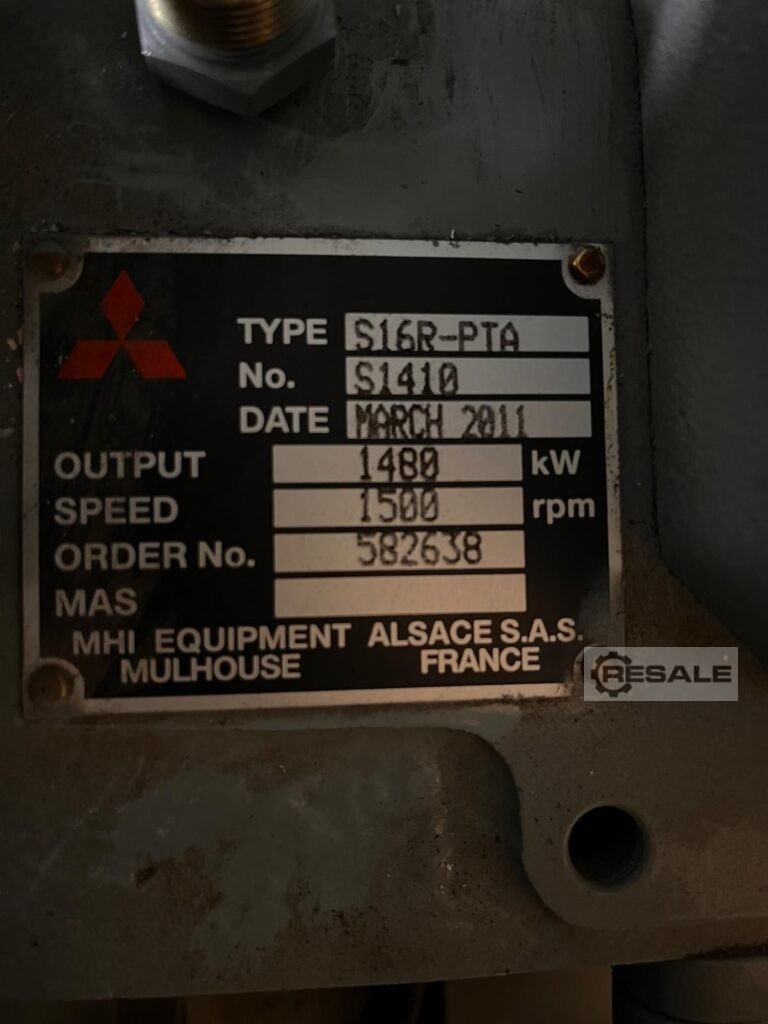 TYPE S16R-PTA
No. S1410
DATE MARCH 2011
OUTPUT 1480 kW
SPEED 1500 rpm
ORDER No. 582638
MAS
MHI EQUIPMENT ALSACE S.A.S.
MULHOUSE FRANCE
RESALE